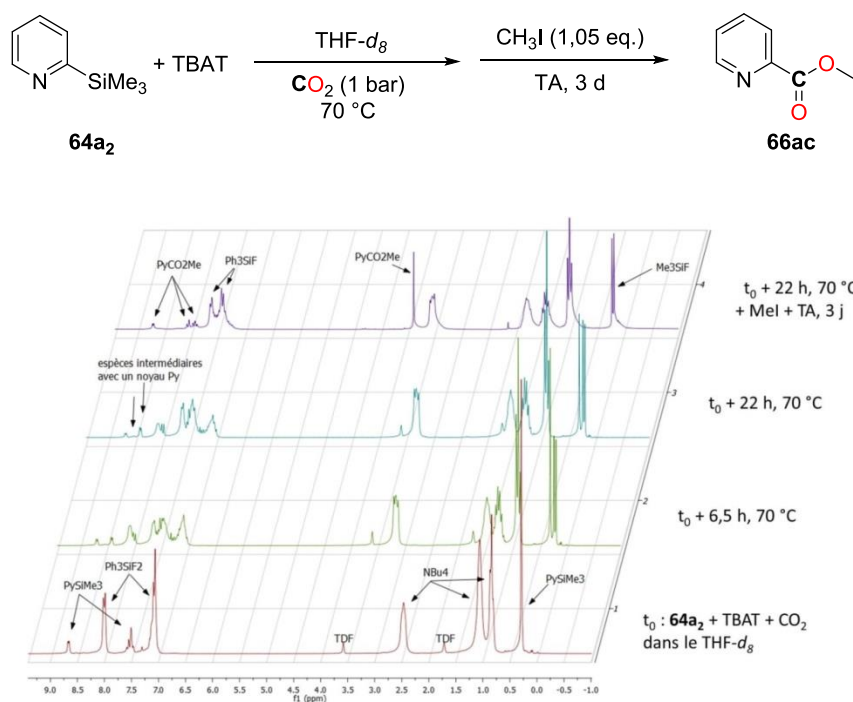 N
SiMe3
+ TBAT
THF-d8
CO2 (1 bar)
70 °C
CH3I (1,05 eq.)
TA, 3 d
N
C
O
O
64a2
66ac
PyCO2Me
Ph3SiF
PyCO2Me
Me3SiF
4
t0 + 22 h, 70 °C
+ MeI + TA, 3 j
espèces intermédiaires
avec un noyau Py
3
t0 + 22 h, 70 °C
2
t0 + 6,5 h, 70 °C
Ph3SiF2
PySiMe3
NBu4
PySiMe3
TDF
TDF
1
t0 : 64a2 + TBAT + CO2
dans le THF-d8
9.0 8.5 8.0 7.5 7.0 6.5 6.0 5.5 5.0 4.5 4.0 3.5 3.0 2.5 2.0 1.5 1.0 0.5 0.0 -0.5 -1.0
f1 (ppm)